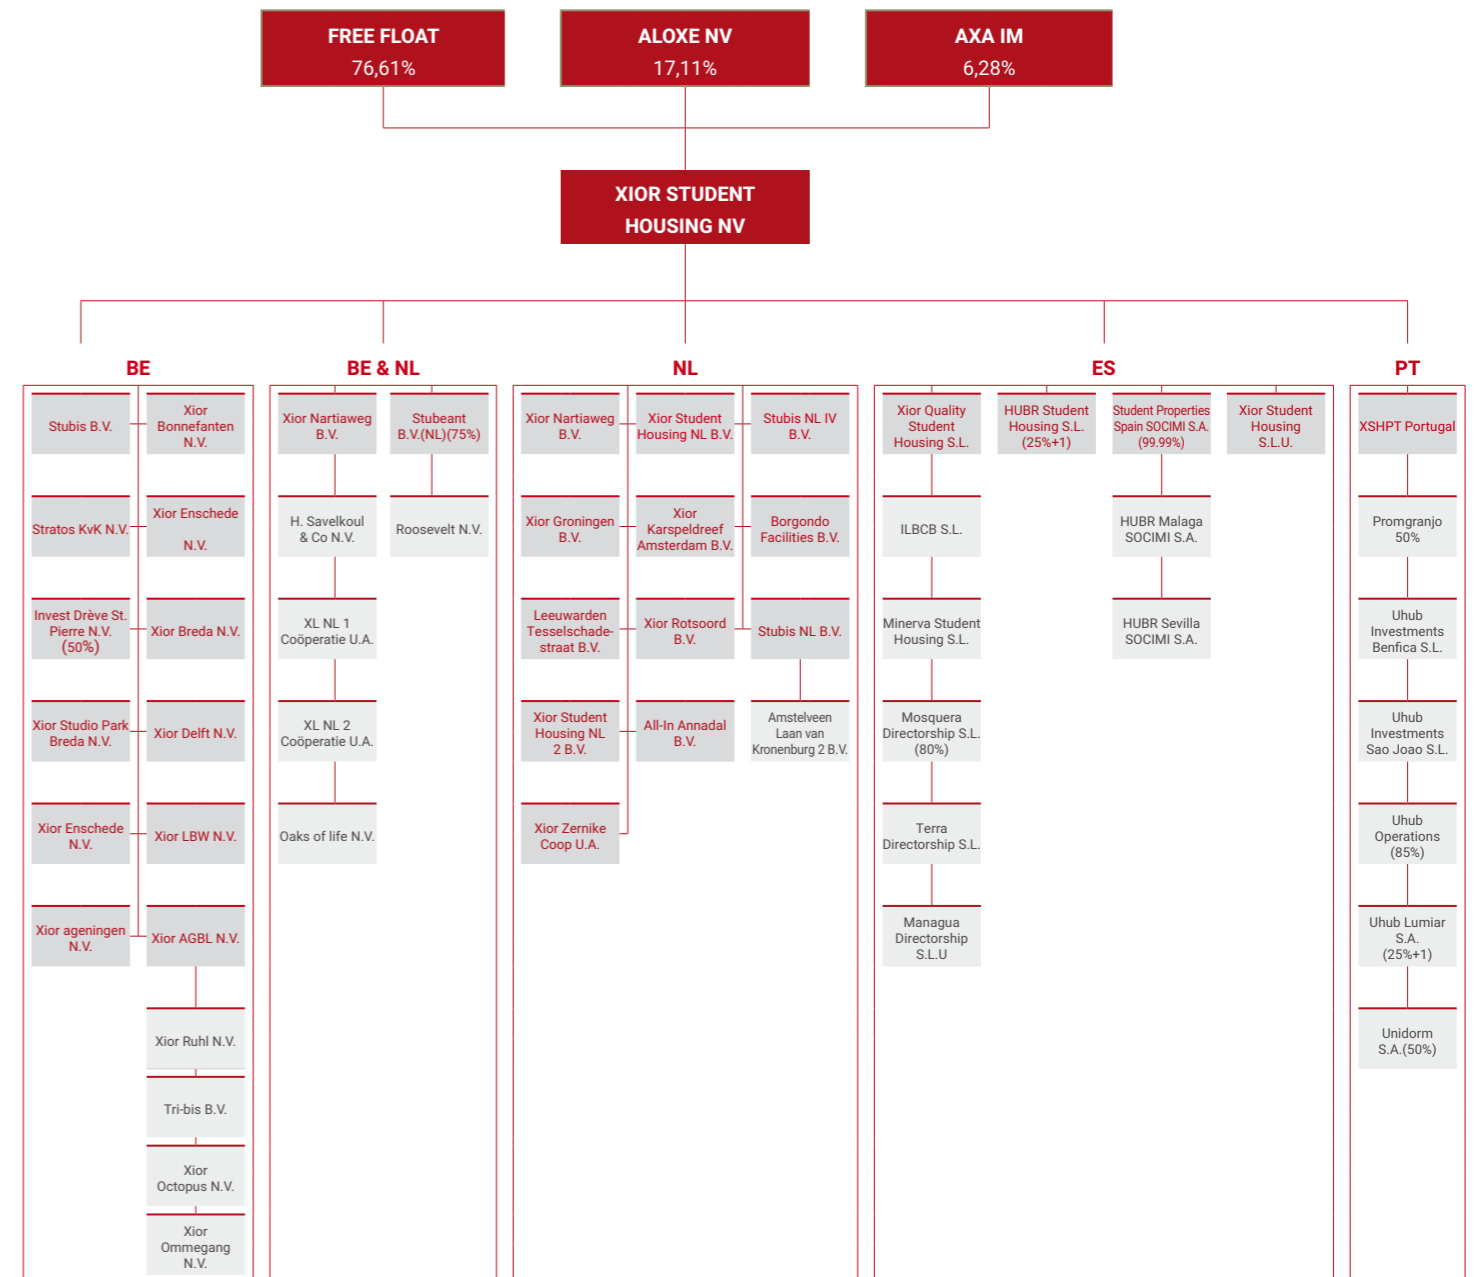 FREE FLOAT
76,61%
ALOXE NV
17,11%
AXA IM
6,28%
XIOR STUDENT
HOUSING NV
BE
Stubis B.V.
Xior
Bonnefanten
N.V.
Stratos KvK N.V.
Xior Enschede
N.V.
Invest Drève St.
Pierre N.V.
(50%)
Xior Breda N.V.
Xior Studio Park
Breda N.V.
Xior Delft N.V.
Xior Enschede
N.V.
Xior LBW N.V.
Xior ageningen
N.V.
Xior AGBL N.V.
Xior Ruhl N.V.
Tri-bis B.V.
Xior
Octopus N.V.
Xior
Ommegang
N.V.
BE & NL
Xior Nartiaweg
B.V.
Stubeant
B.V.(NL)(75%)
H. Savelkoul
& Co N.V.
Roosevelt N.V.
XL NL 1
Coöperatie U.A.
XL NL 2
Coöperatie U.A.
Oaks of life N.V.
NL
Xior Nartiaweg
B.V.
Xior Student
Housing NL B.V.
Stubis NL IV
B.V.
Xior Groningen
B.V.
Xior
Karspeldreef
Amsterdam B.V.
Borgondo
Facilities B.V.
Leeuwarden
Tesselschade-
straat B.V.
Xior Rotsoord
B.V.
Stubis NL B.V.
Xior Student
Housing NL
2 B.V.
All-In Annadal
B.V.
Amstelveen
Laan van
Kronenburg 2 B.V.
Xior Zernike
Coop U.A.
ES
Xior Quality
Student
Housing S.L.
HUBR Student
Housing S.L.
(25%+1)
Student Properties
Spain SOCIMI S.A.
(99.99%)
Xior Student
Housing
S.L.U.
ILBCB S.L.
HUBR Malaga
SOCIMI S.A.
Minerva Student
Housing S.L.
HUBR Sevilla
SOCIMI S.A.
Mosquera
Directorship S.L.
(80%)
Terra
Directorship S.L.
Managua
Directorship
S.L.U
PT
XSHPT Portugal
Promgranjo
50%
Uhub
Investments
Benfica S.L.
Uhub
Investments
Sao Joao S.L.
Uhub
Operations
(85%)
Uhub Lumiar
S.A.
(25%+1)
Unidorm
S.A.(50%)